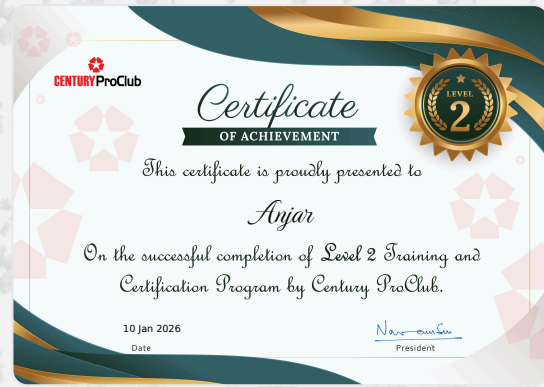 CENTURY ProClub
Certificate
OF ACHIEVEMENT
LEVEL
2
This certificate is proudly presented to
Anjar
On the successful completion of Level 2 Training and
Certification Program by Century ProClub.
10 Jan 2026
Date
President